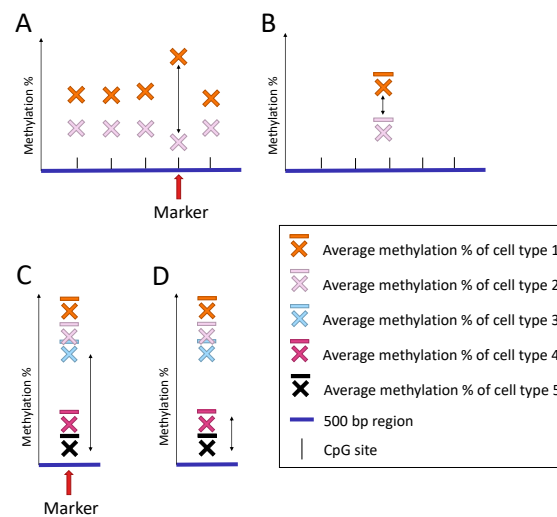 A
B
Methylation %
Methylation %
Marker
C
D
Methylation %
Methylation %
Marker
Average methylation % of cell type 1
Average methylation % of cell type 2
Average methylation % of cell type 3
Average methylation % of cell type 4
Average methylation % of cell type 5
500 bp region
CpG site